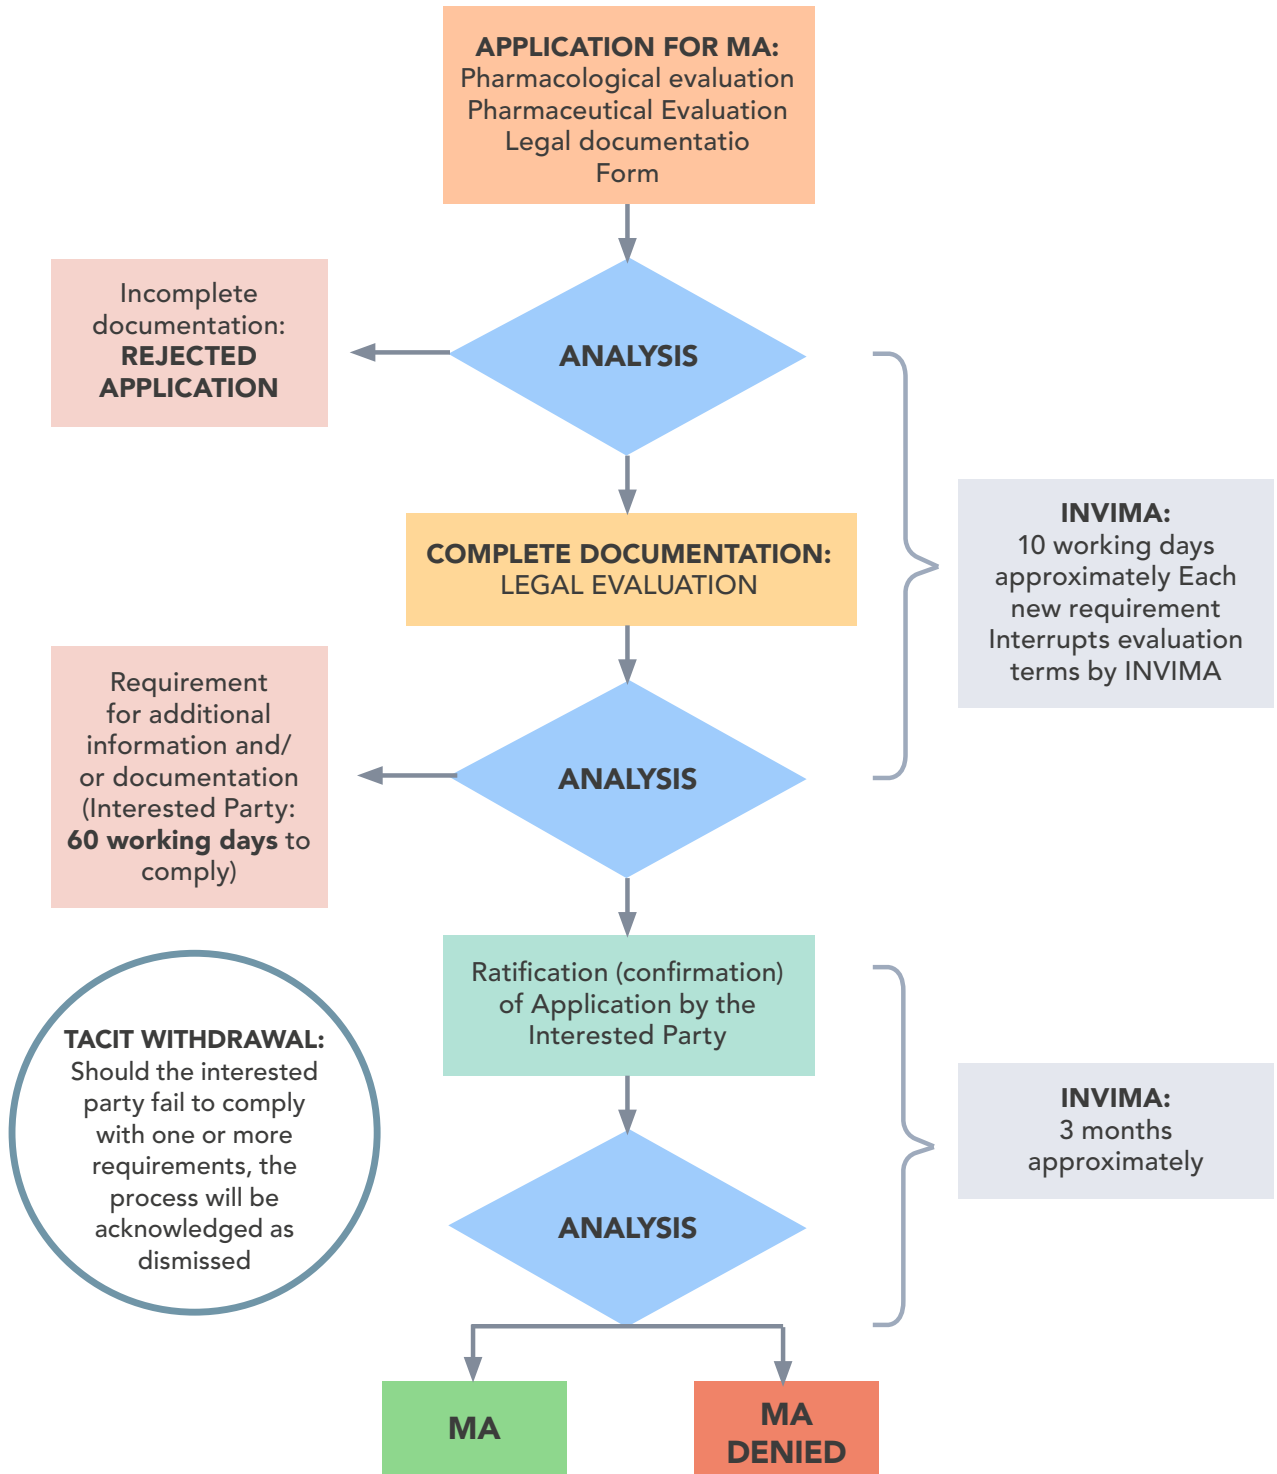 APPLICATION FOR MA:
Pharmacological evaluation
Pharmaceutical Evaluation
Legal documentatio
Form
Incomplete
documentation:
REJECTED
APPLICATION
ANALYSIS
COMPLETE DOCUMENTATION:
LEGAL EVALUATION
INVIMA:
10 working days
approximately Each
new requirement
Interrupts evaluation
terms by INVIMA
Requirement
for additional
information and/
or documentation
(Interested Party:
60 working days to
comply)
ANALYSIS
Ratification (confirmation)
of Application by the
Interested Party
TACIT WITHDRAWAL:
Should the interested
party fail to comply
with one or more
requirements, the
process will be
acknowledged as
dismissed
INVIMA:
3 months
approximately
ANALYSIS
MA
MA
DENIED